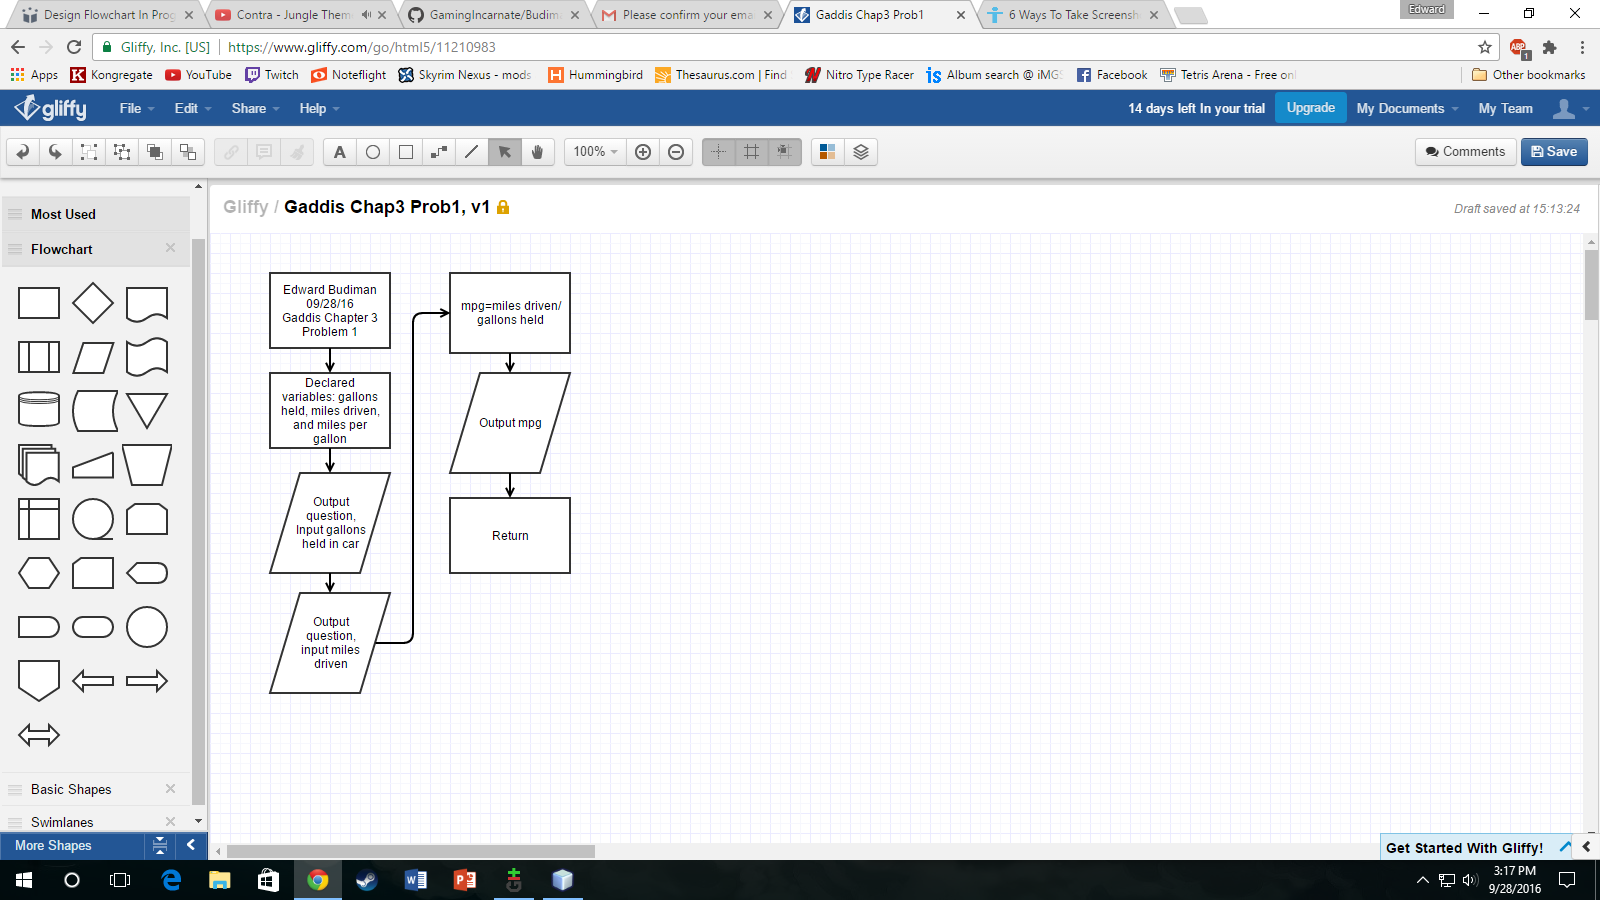 Design Flowchart In Prog
Contra - Jungle Them
GamingIncarnate/Budim
Please confirm your ema
Gaddis Chap3 Prob1
6 Ways To Take Screensh
Edward
Gliffy, Inc. [US]
https://www.gliffy.com/go/html5/11210983
ABP
1
Apps
Kongregate
YouTube
Twitch
Noteflight
Skyrim Nexus - mods
Hummingbird
Thesaurus.com | Find
Nitro Type Racer
Album search @ iMGS
Facebook
Tetris Arena - Free onl
Other bookmarks
gliffy
File
Edit
Share
Help
14 days left In your trial
Upgrade
My Documents
My Team
A
100%
Comments
Save
Most Used
Flowchart
Basic Shapes
Swimlanes
More Shapes
Gliffy / Gaddis Chap3 Prob1, v1
Draft saved at 15:13:24
Edward Budiman
09/28/16
Gaddis Chapter 3
Problem 1
Declared
variables: gallons
held, miles driven,
and miles per
gallon
Output
question,
Input gallons
held in car
Output
question,
input miles
driven
mpg=miles driven/
gallons held
Output mpg
Return
Get Started With Gliffy!
3:17 PM
9/28/2016